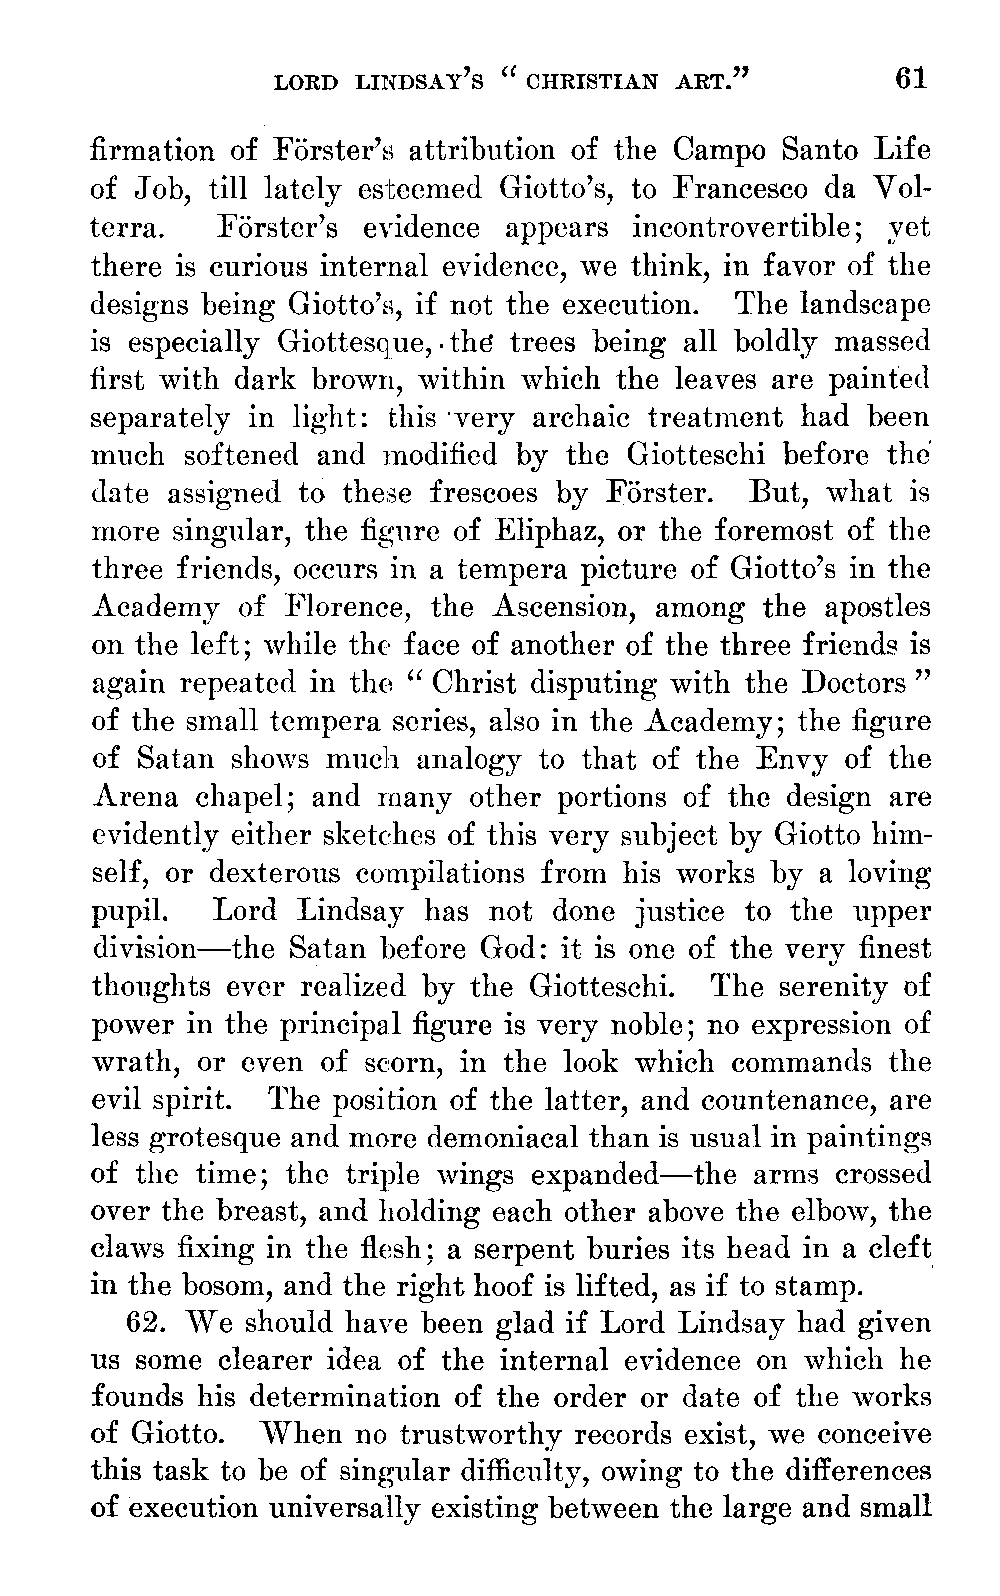 LORD LINDSAY'S " CHRISTIAN ART." 61
firmation of Förster's attribution of the Campo Santo Life
of Job, till lately esteemed Giotto's, to Francesco da Vol-
terra. Förster's evidence appears incontrovertible; yet
there is curious internal evidence, we think, in favor of the
designs being Giotto's, if not the execution. The landscape
is especially Giottesque, the trees being all boldly massed
first with dark brown, within which the leaves are painted
separately in light: this very archaic treatment had been
much softened and modified by the Giotteschi before the
date assigned to these frescoes by Förster. But, what is
more singular, the figure of Eliphaz, or the foremost of the
three friends, occurs in a tempera picture of Giotto's in the
Academy of Florence, the Ascension, among the apostles
on the left; while the face of another of the three friends is
again repeated in the " Christ disputing with the Doctors "
of the small tempera series, also in the Academy; the figure
of Satan shows much analogy to that of the Envy of the
Arena chapel; and many other portions of the design are
evidently either sketches of this very subject by Giotto him-
self, or dexterous compilations from his works by a loving
pupil. Lord Lindsay has not done justice to the upper
division—the Satan before God: it is one of the very finest
thoughts ever realized by the Giotteschi. The serenity of
power in the principal figure is very noble; no expression of
wrath, or even of scorn, in the look which commands the
evil spirit. The position of the latter, and countenance, are
less grotesque and more demoniacal than is usual in paintings
of the time; the triple wings expanded—the arms crossed
over the breast, and holding each other above the elbow, the
claws fixing in the flesh; a serpent buries its head in a cleft
in the bosom, and the right hoof is lifted, as if to stamp.
62. We should have been glad if Lord Lindsay had given
us some clearer idea of the internal evidence on which he
founds his determination of the order or date of the works
of Giotto. When no trustworthy records exist, we conceive
this task to be of singular difficulty, owing to the differences
of execution universally existing between the large and small